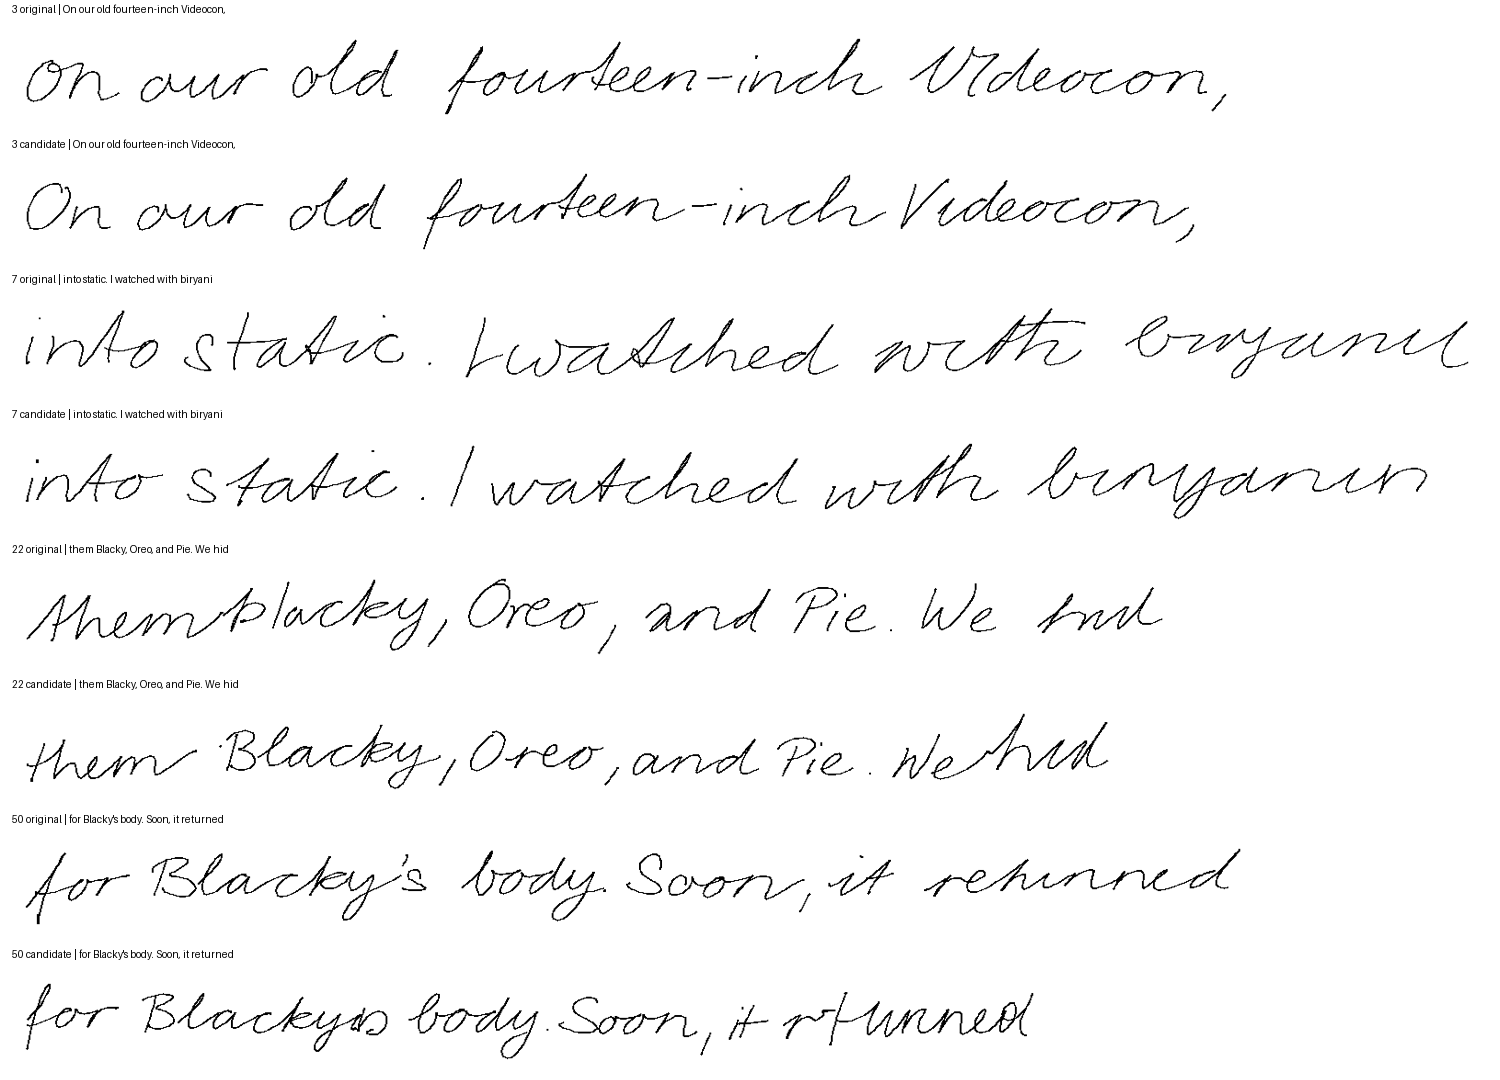 3 original | On our old fourteen-inch Videocon,
on our old fourteen-inch Videocon,
3 candidate | On our old fourteen-inch Videocon,
On our old fourteen-inch Videocon,
7 original | into static. I watched with biryani
into static. I watched with biryani
7 candidate | into static. I watched with biryani
into static. I watched with binyanin
22 original | them Blacky, Oreo, and Pie. We hid
them blacky, Oreo, and Pie. We hid
22 candidate | them Blacky, Oreo, and Pie. We hid
them Blacky, Oreo, and Pie. We hid
50 original | for Blacky's body. Soon, it returned
for Blacky's body. Soon, it returned
50 candidate | for Blacky's body. Soon, it returned
for body. Soon, it